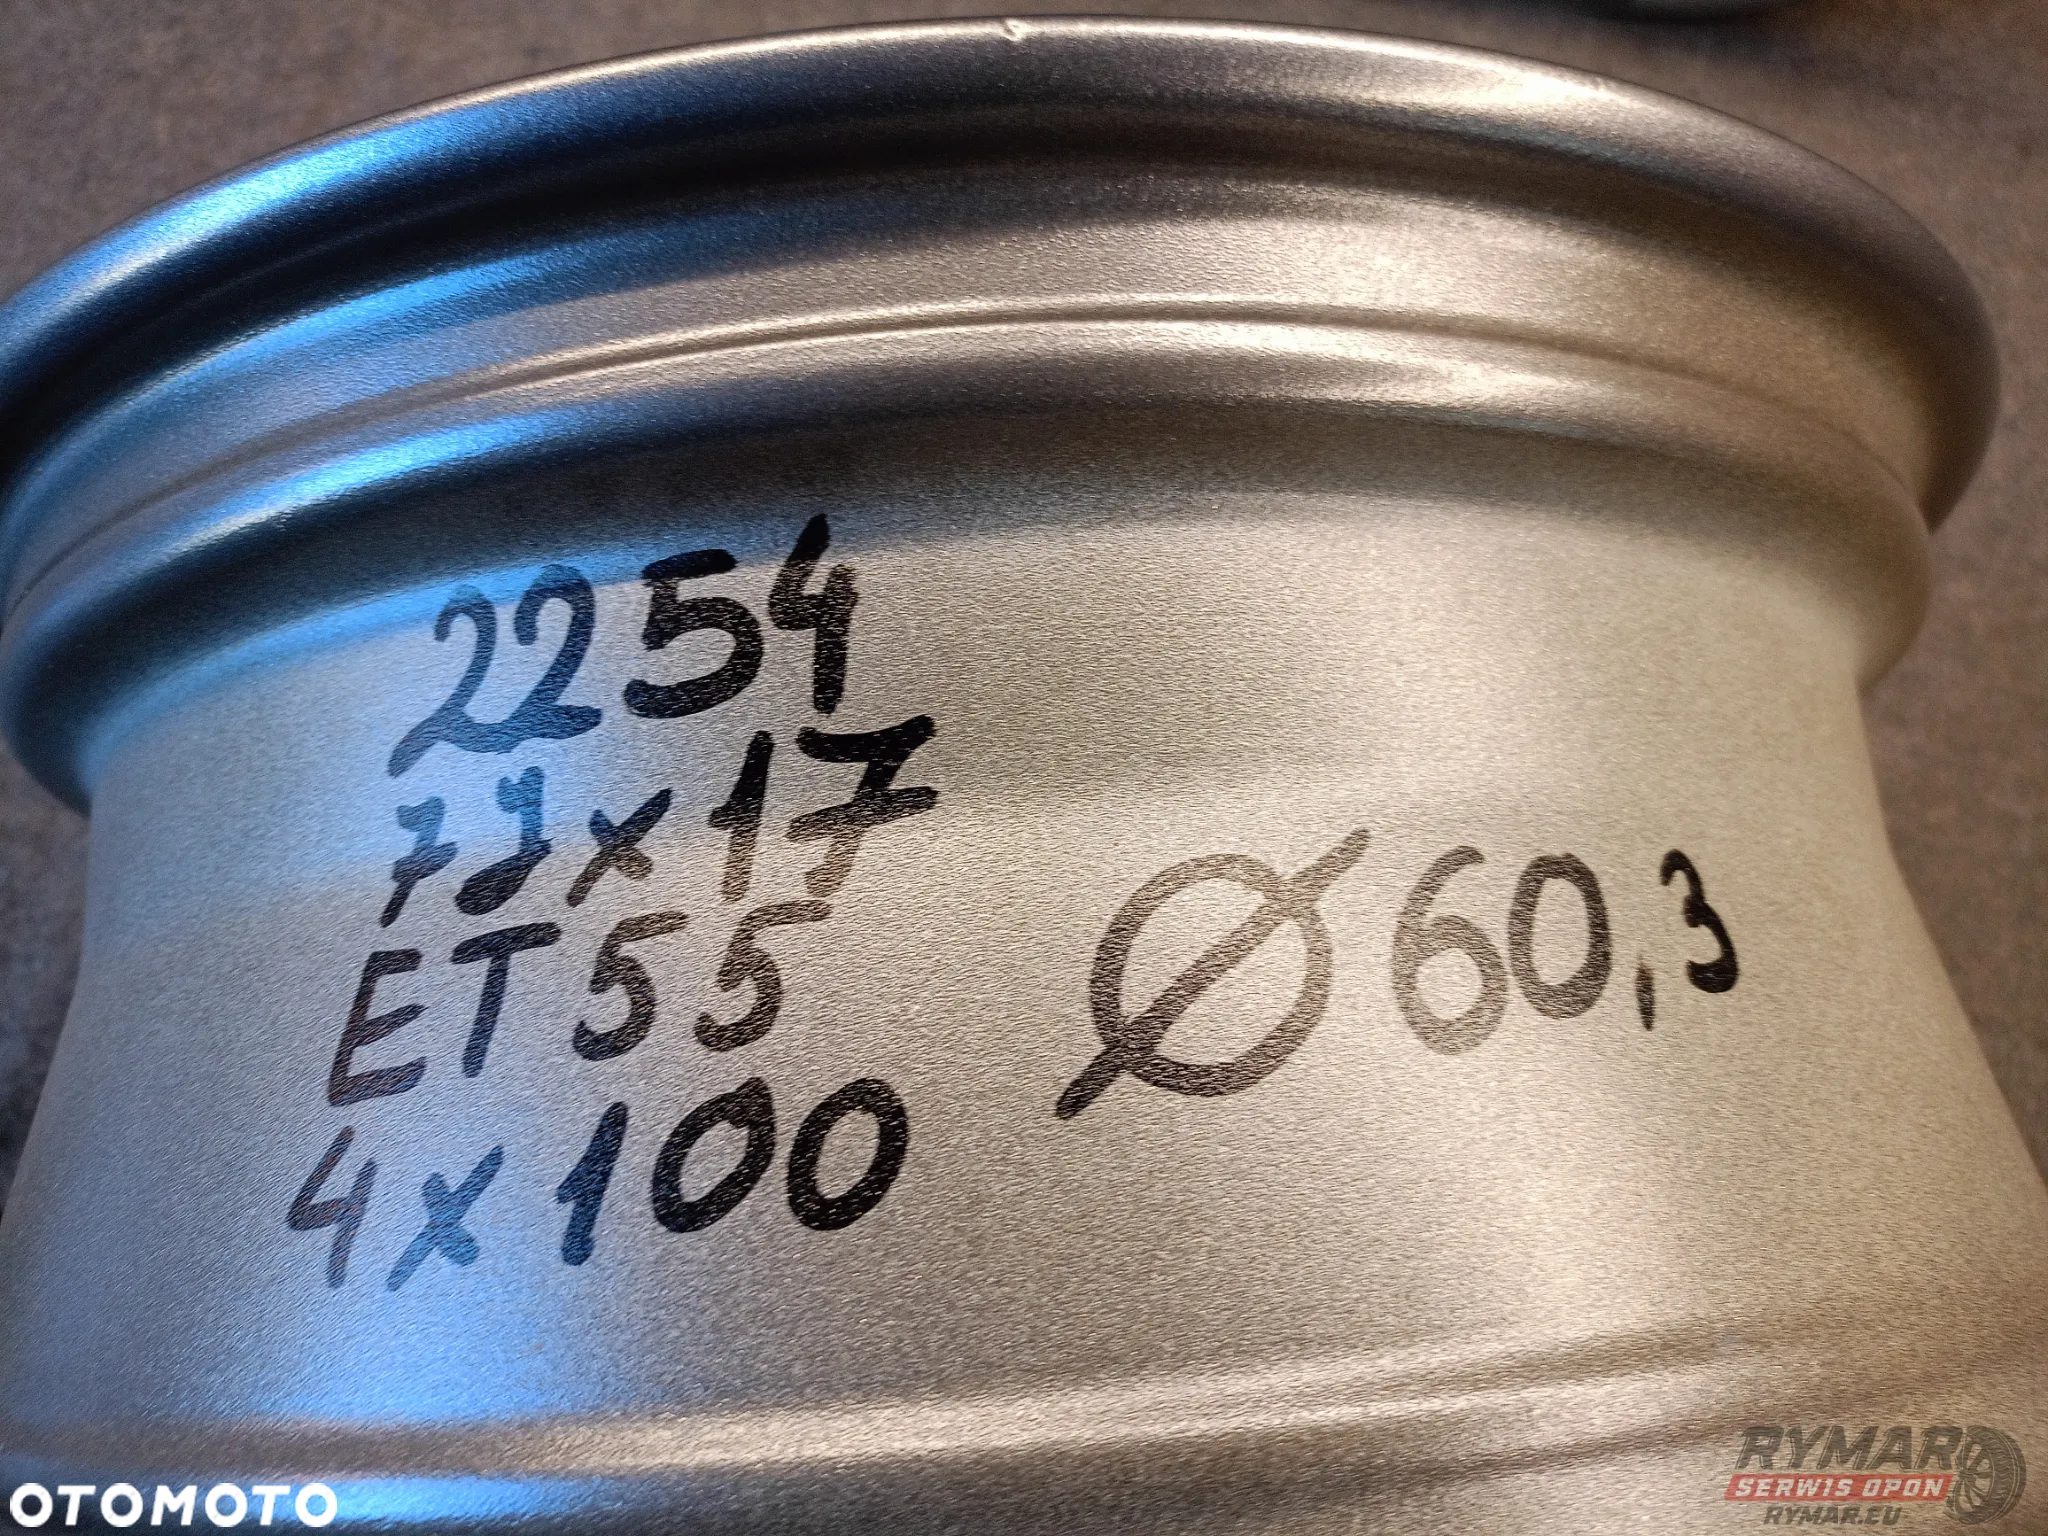 2254
7Jx17
ET55
4x100
Ø60,3
OTOMOTO
RYMAR
SERWIS OPON
RYMAR.EU